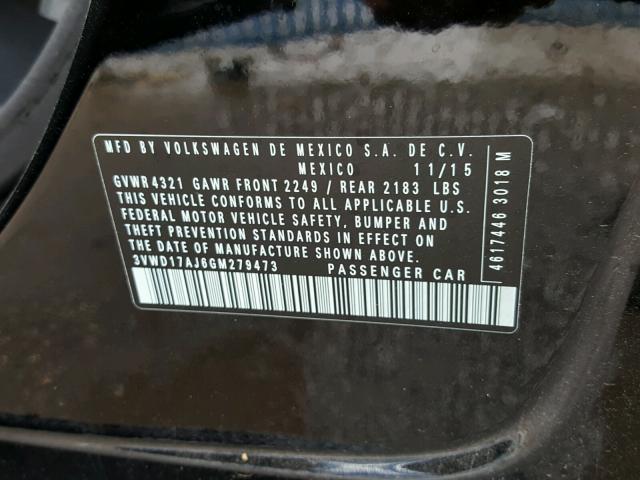 MFD BY VOLKSWAGEN DE MEXICO S.A. DE C.V.
MEXICO 11/15
GVWR 4321 GAWR FRONT 2249 / REAR 2183 LBS
THIS VEHICLE CONFORMS TO ALL APPLICABLE U.S.
FEDERAL MOTOR VEHICLE SAFETY, BUMPER AND
THEFT PREVENTION STANDARDS IN EFFECT ON
THE DATE OF MANUFACTURE
3VWD17AJ6GM279473 PASSENGER CAR
4617446 3018 M